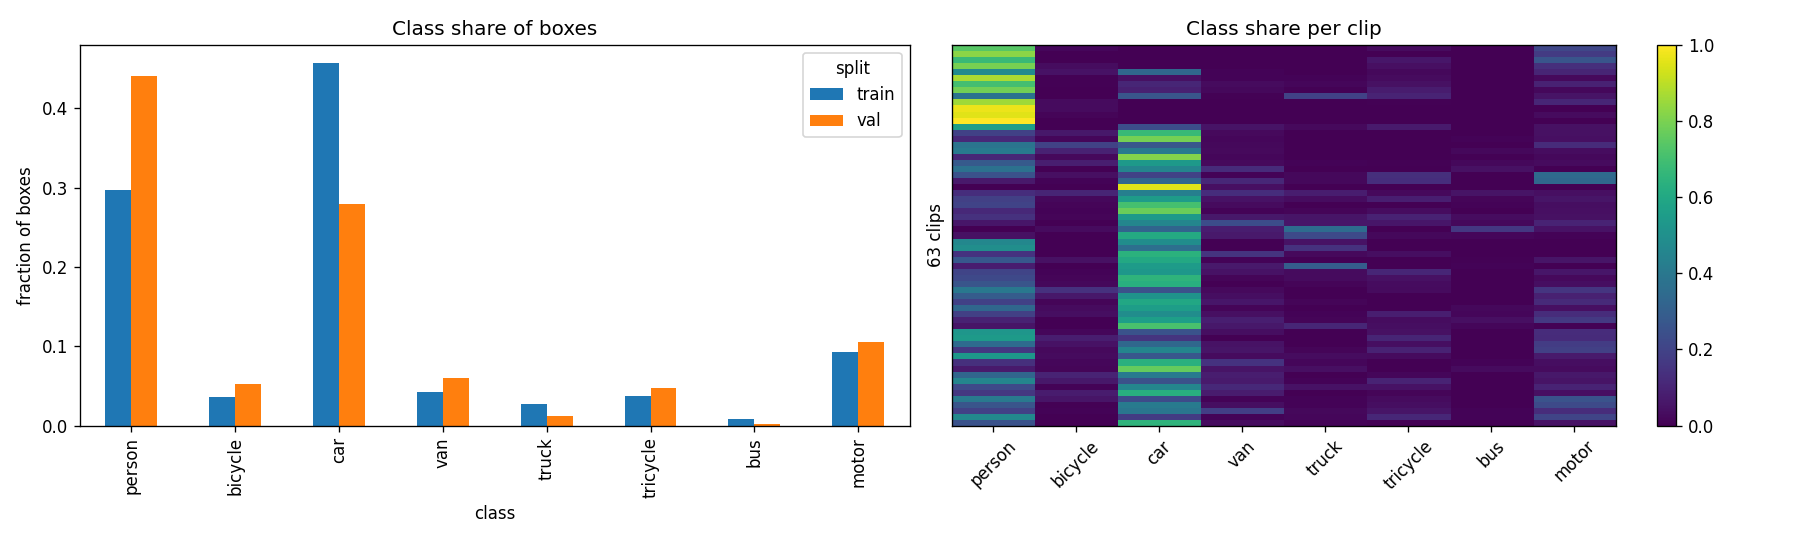 Class share of boxes
fraction of boxes
0.4
0.3
0.2
0.1
0.0
split
train
val
person
bicycle
car
van
truck
tricycle
bus
motor
class
Class share per clip
63 clips
person
bicycle
car
van
truck
tricycle
bus
motor
1.0
0.8
0.6
0.4
0.2
0.0